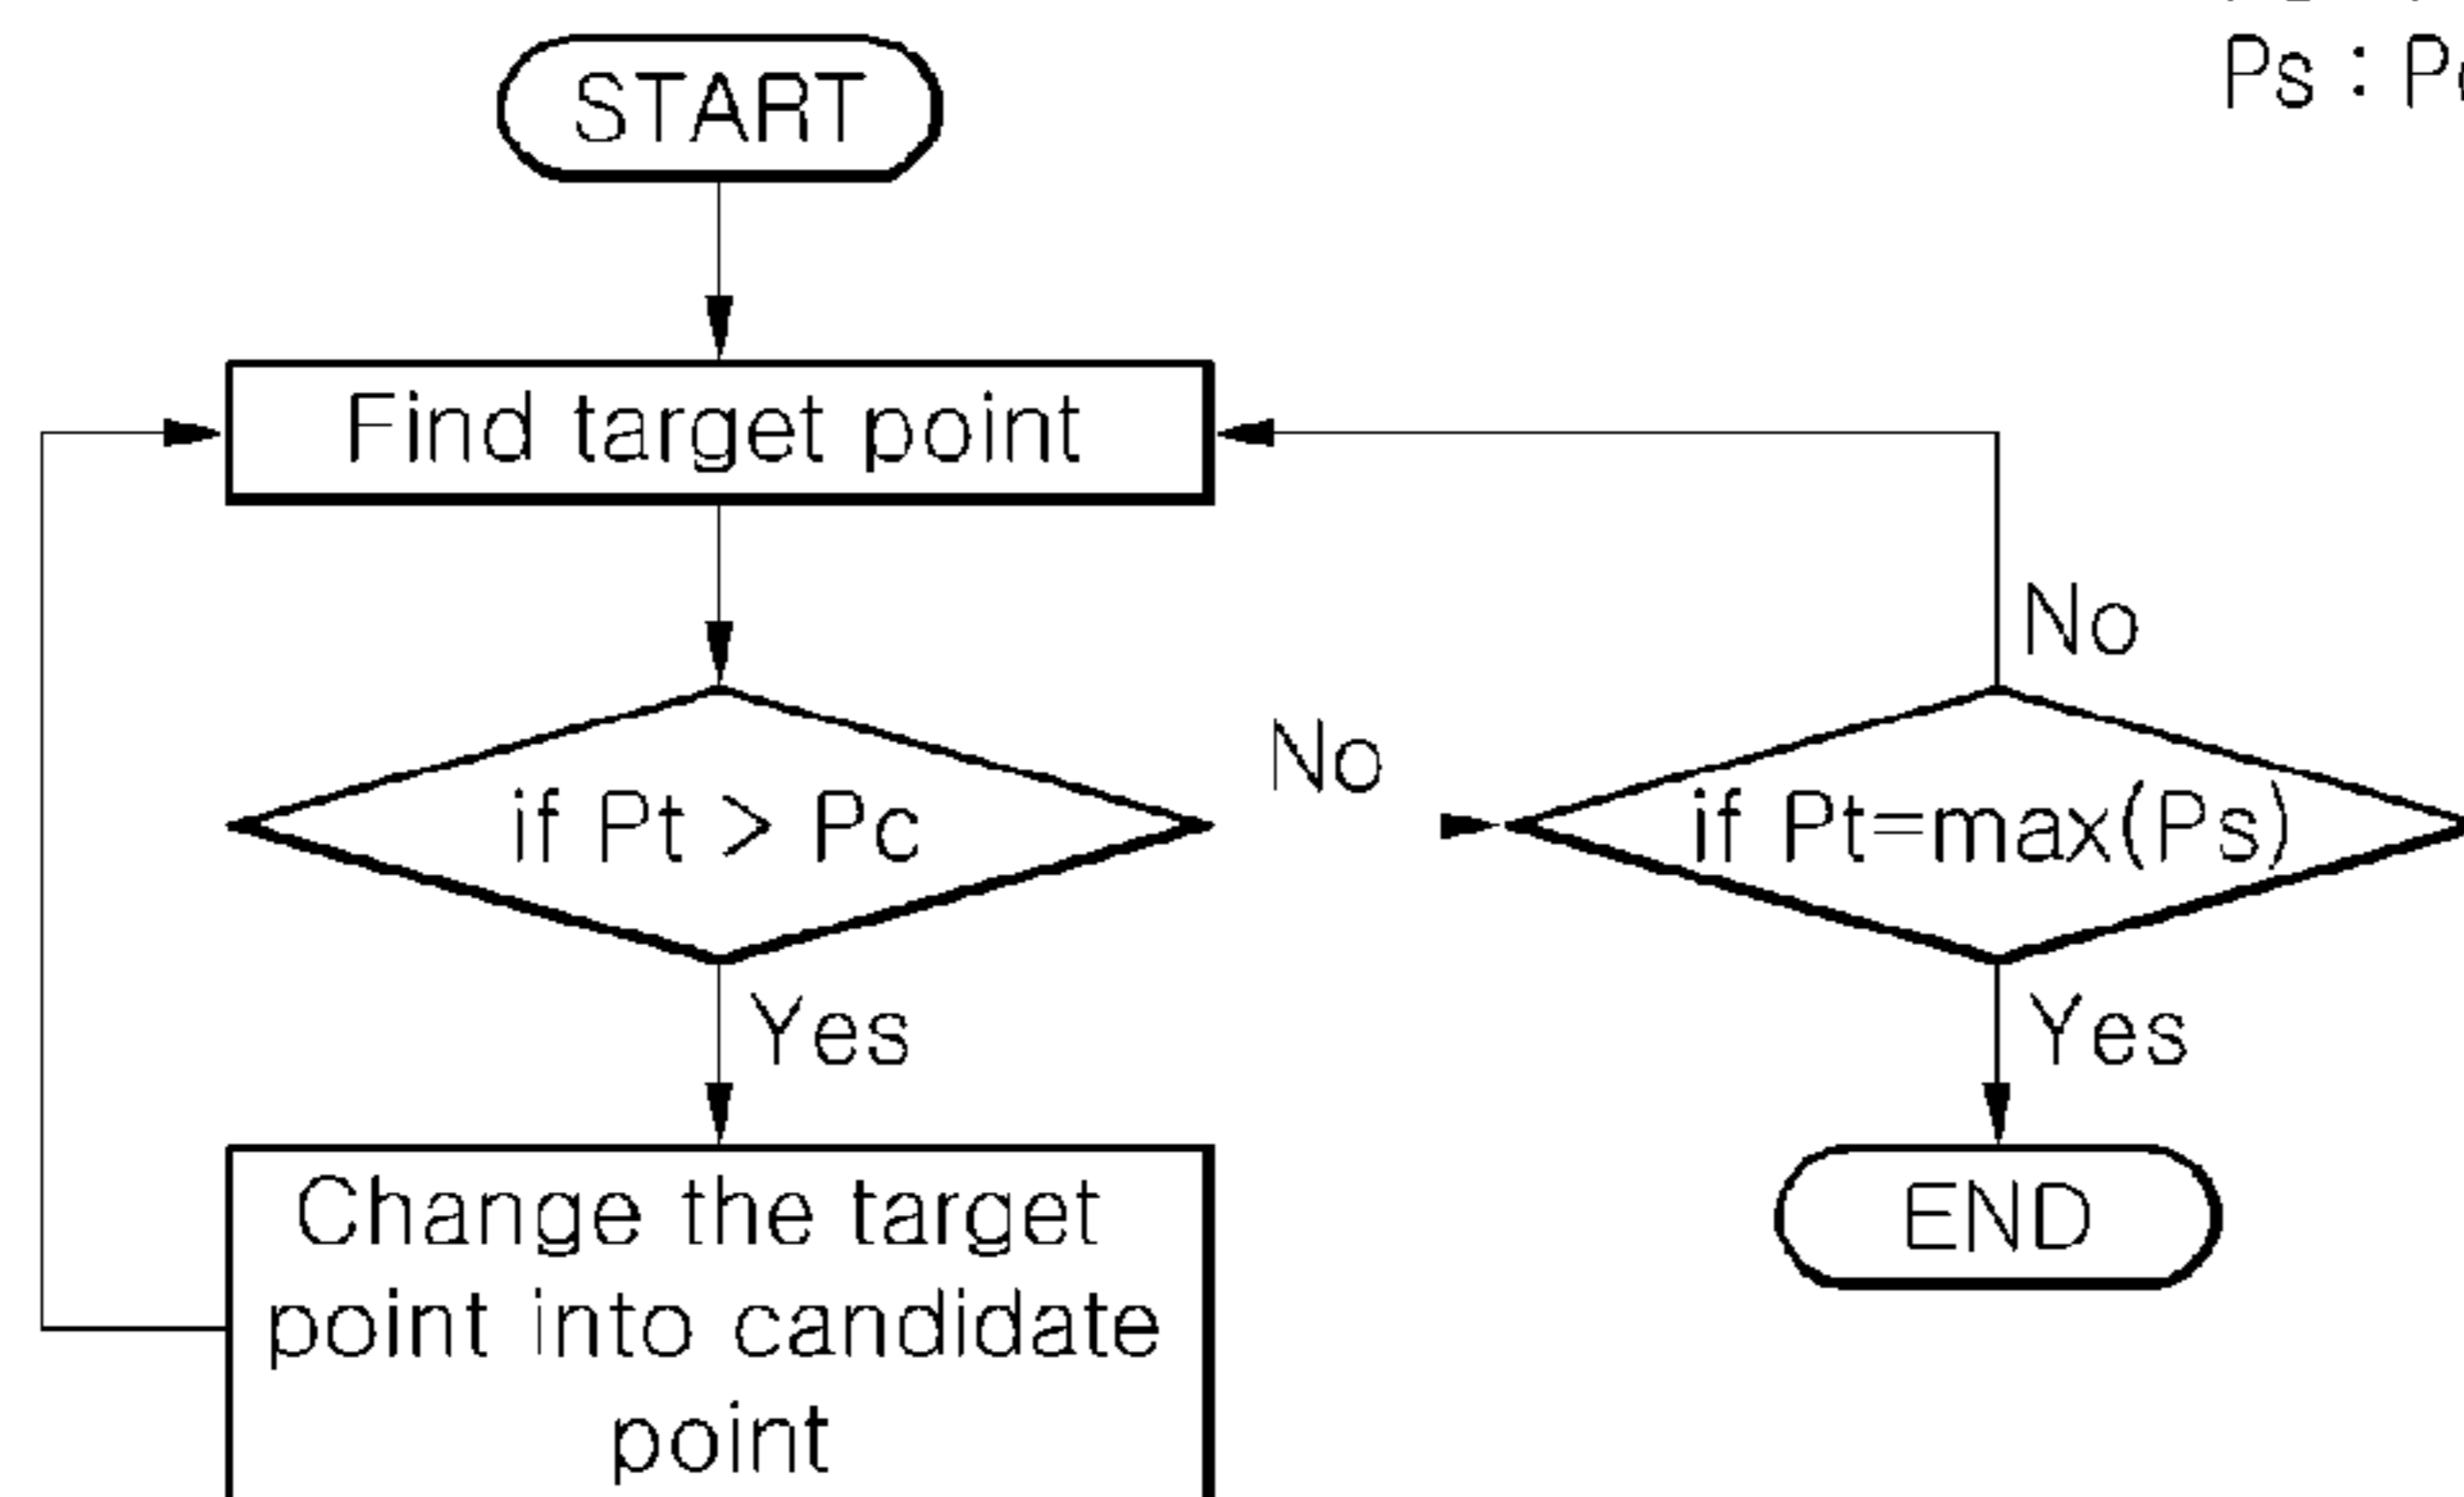 Ps :
START
Find target point
No
No
if Pt > Pc
if Pt=max(Ps)
Yes
Yes
Change the target
point into candidate
point
END